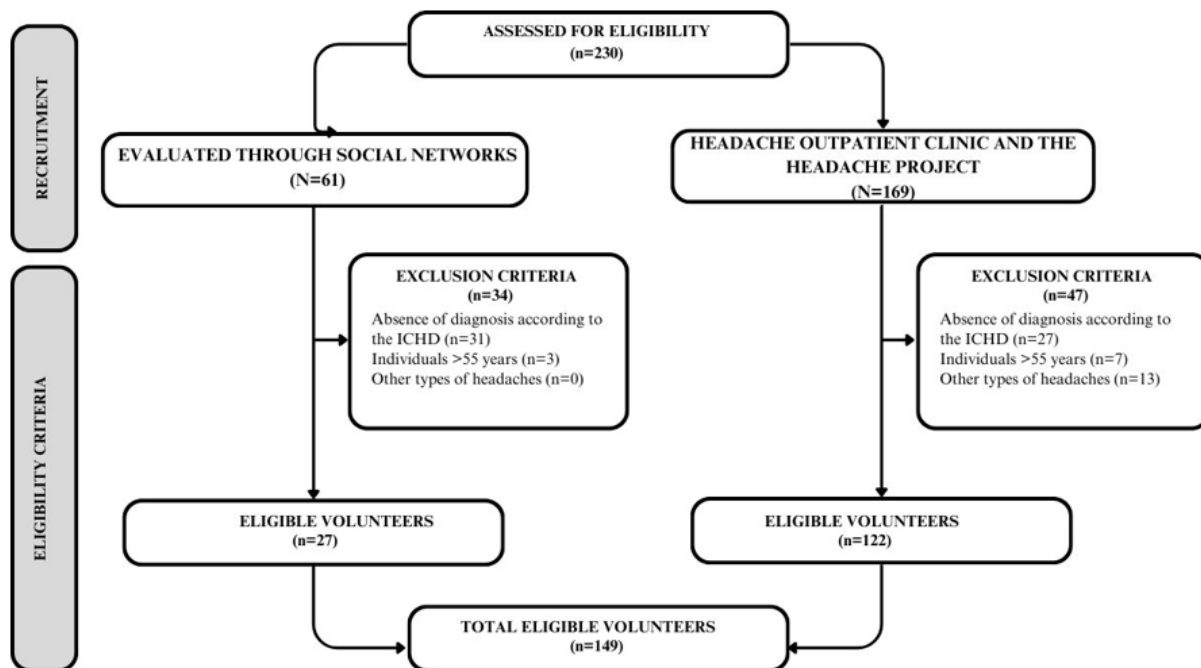 RECRUITMENT
ASSESSED FOR ELIGIBILITY
(n=230)
EVALUATED THROUGH SOCIAL NETWORKS
(N=61)
HEADACHE OUTPATIENT CLINIC AND THE
HEADACHE PROJECT
(N=169)
ELIGIBILITY CRITERIA
EXCLUSION CRITERIA
(n=34)
Absence of diagnosis according to
the ICHD (n=31)
Individuals >55 years (n=3)
Other types of headaches (n=0)
EXCLUSION CRITERIA
(n=47)
Absence of diagnosis according to
the ICHD (n=27)
Individuals >55 years (n=7)
Other types of headaches (n=13)
ELIGIBLE VOLUNTEERS
(n=27)
ELIGIBLE VOLUNTEERS
(n=122)
TOTAL ELIGIBLE VOLUNTEERS
(n=149)